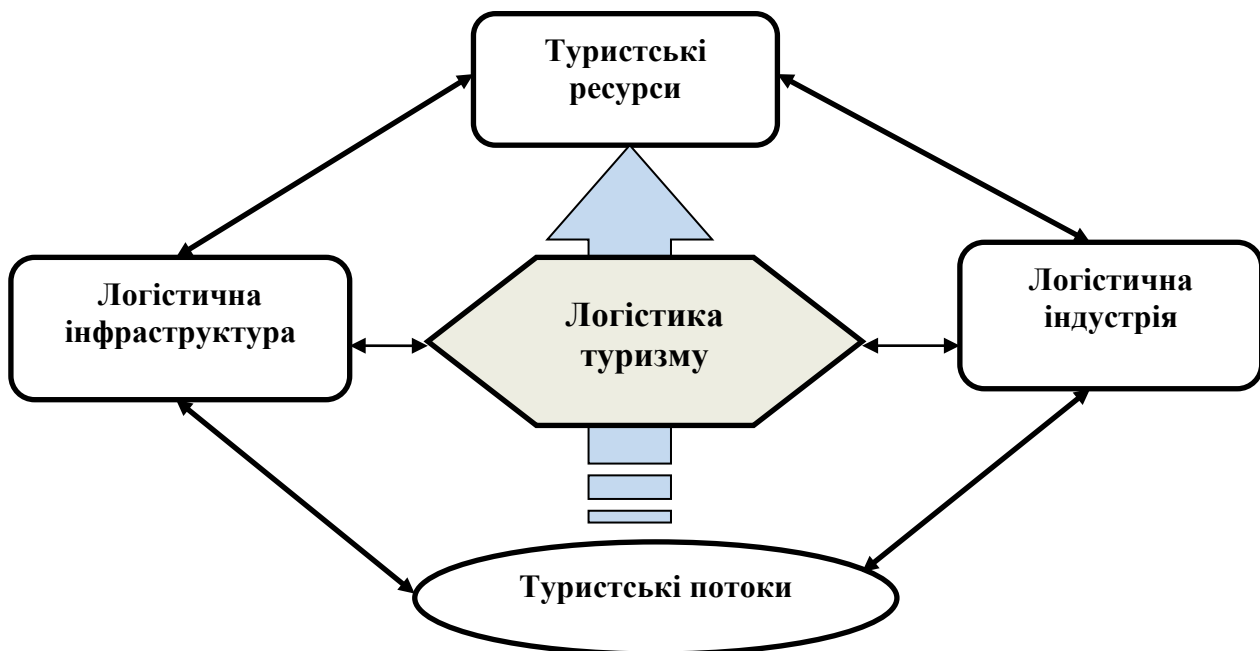 Туристські
ресурси
Логістична
інфраструктура
Логістика
туризму
Логістична
індустрія
Туристські потоки